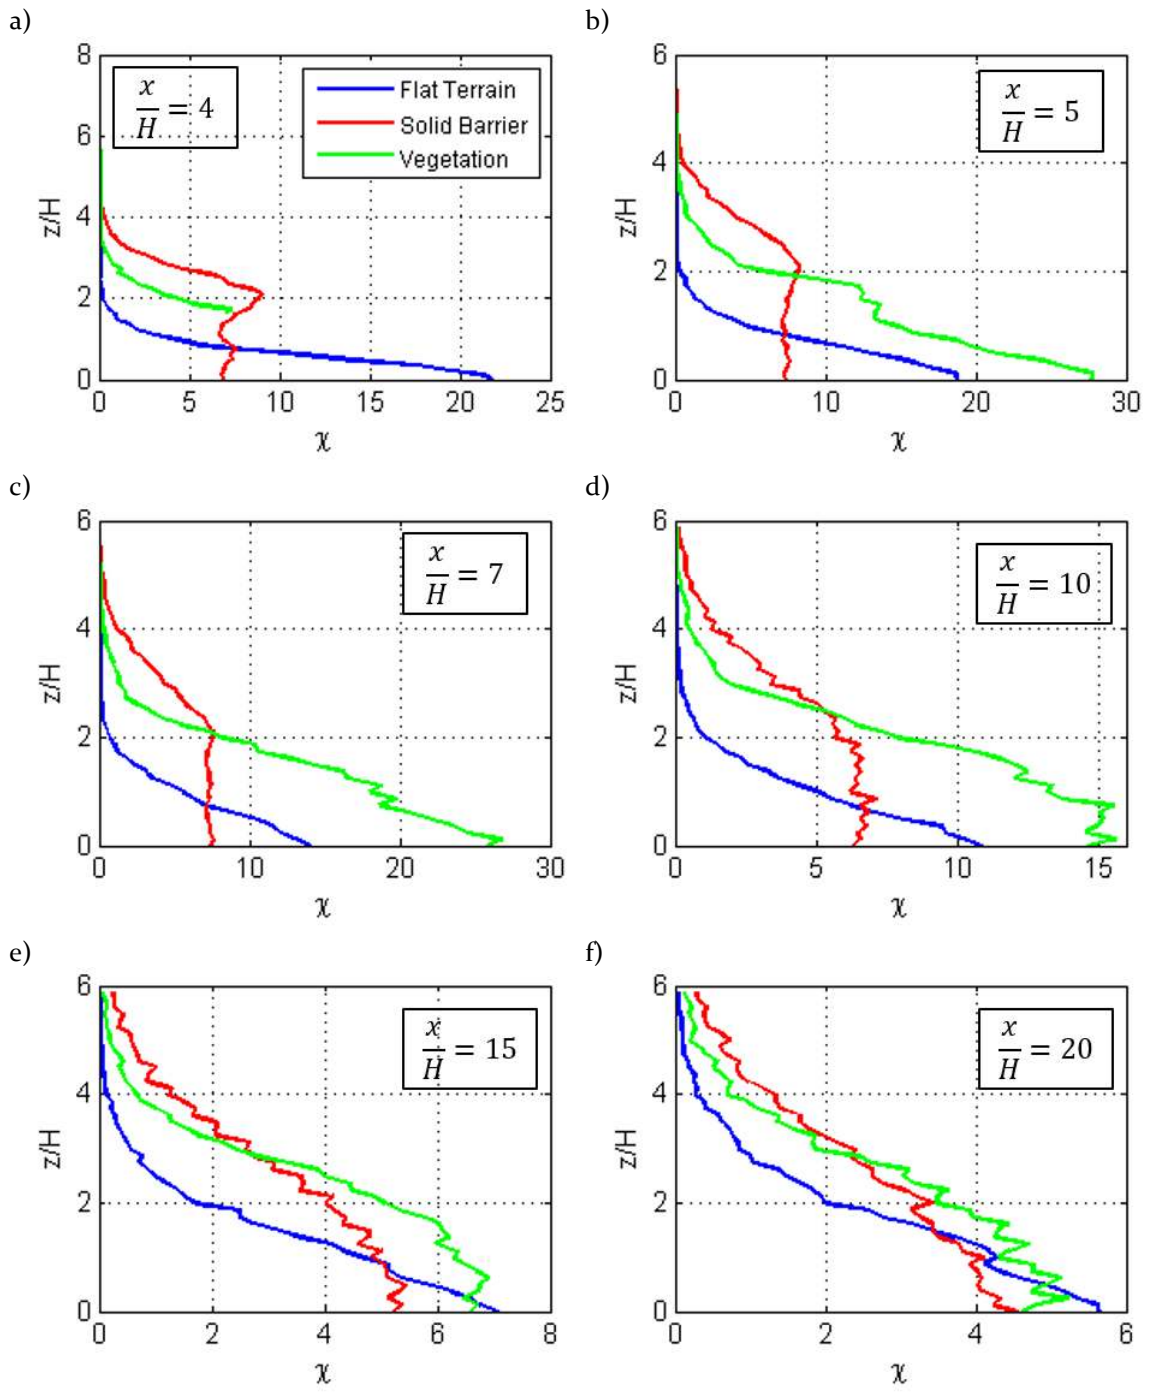 a)
8
6
4
2
0
z/H
x/H = 4
Flat Terrain
Solid Barrier
Vegetation
0 5 10 15 20 25
χ
b)
6
4
2
0
z/H
x/H = 5
0 10 20 30
χ
c)
6
4
2
0
z/H
x/H = 7
0 10 20 30
χ
d)
6
4
2
0
z/H
x/H = 10
0 5 10 15
χ
e)
6
4
2
0
z/H
x/H = 15
0 2 4 6 8
χ
f)
6
4
2
0
z/H
x/H = 20
0 2 4 6
χ